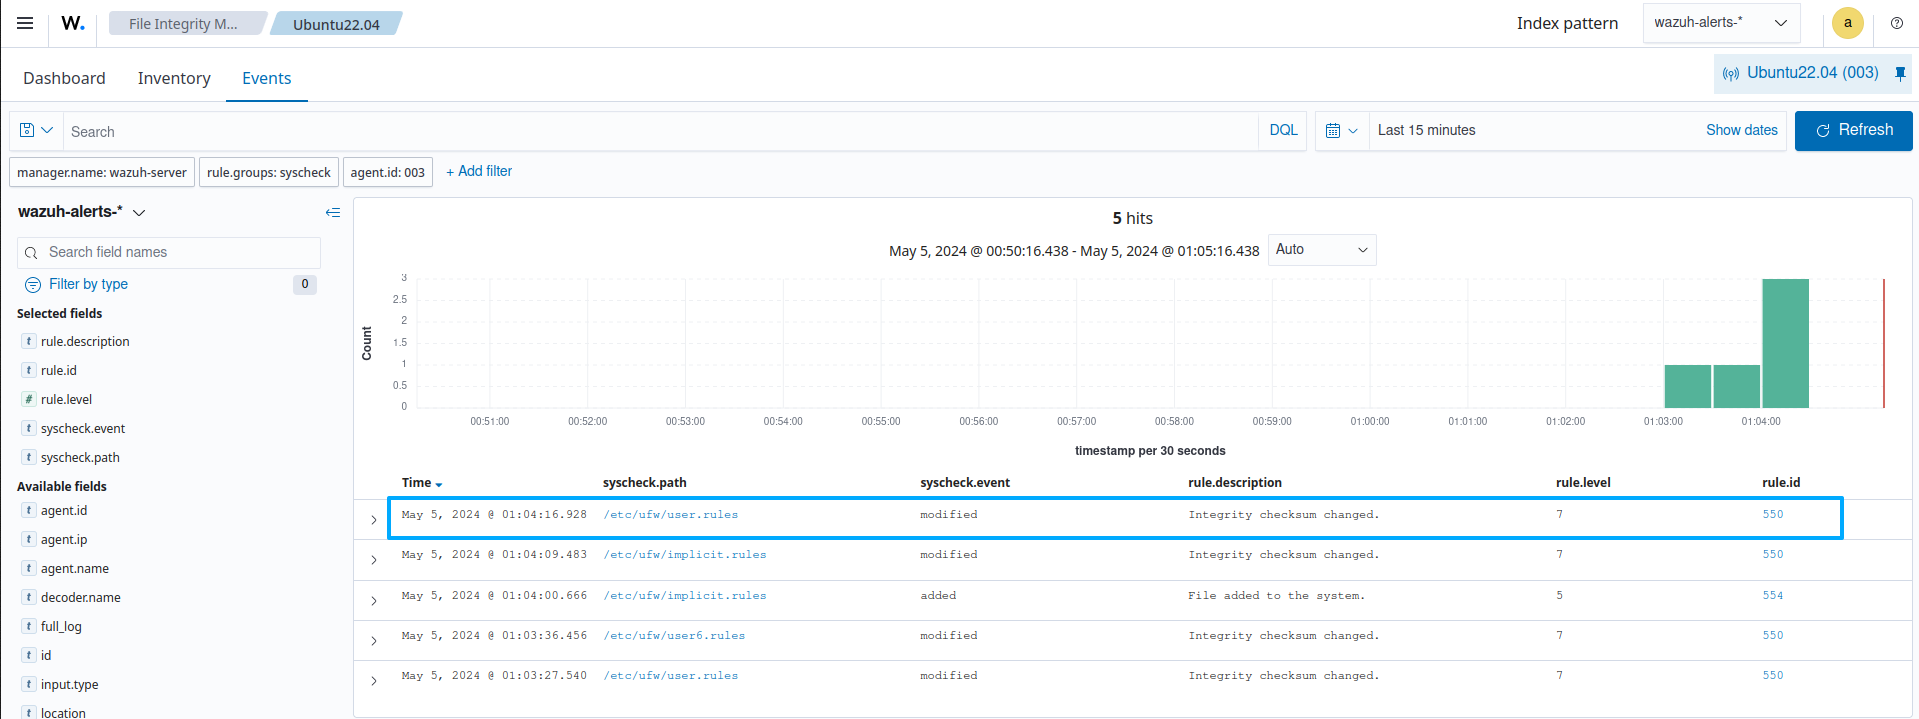 W. File Integrity M... Ubuntu22.04 Index pattern wazuh-alerts-* a
Dashboard Inventory Events Ubuntu22.04 (003)
Search DQL Last 15 minutes Show dates Refresh
manager.name: wazuh-server rule.groups: syscheck agent.id: 003 + Add filter
wazuh-alerts-*
Search field names
Filter by type 0
Selected fields
t rule.description
t rule.id
# rule.level
t syscheck.event
t syscheck.path
Available fields
t agent.id
t agent.ip
t agent.name
t decoder.name
t full_log
t id
t input.type
t location
5 hits
May 5, 2024 @ 00:50:16.438 - May 5, 2024 @ 01:05:16.438 Auto
Count
3
2.5
2
1.5
1
0.5
0
00:51:00 00:52:00 00:53:00 00:54:00 00:55:00 00:56:00 00:57:00 00:58:00 00:59:00 01:00:00 01:01:00 01:02:00 01:03:00 01:04:00
timestamp per 30 seconds
Time syscheck.path syscheck.event rule.description rule.level rule.id
May 5, 2024 @ 01:04:16.928 /etc/ufw/user.rules modified Integrity checksum changed. 7 550
May 5, 2024 @ 01:04:09.483 /etc/ufw/implicit.rules modified Integrity checksum changed. 7 550
May 5, 2024 @ 01:04:00.666 /etc/ufw/implicit.rules added File added to the system. 5 554
May 5, 2024 @ 01:03:36.456 /etc/ufw/user6.rules modified Integrity checksum changed. 7 550
May 5, 2024 @ 01:03:27.540 /etc/ufw/user.rules modified Integrity checksum changed. 7 550